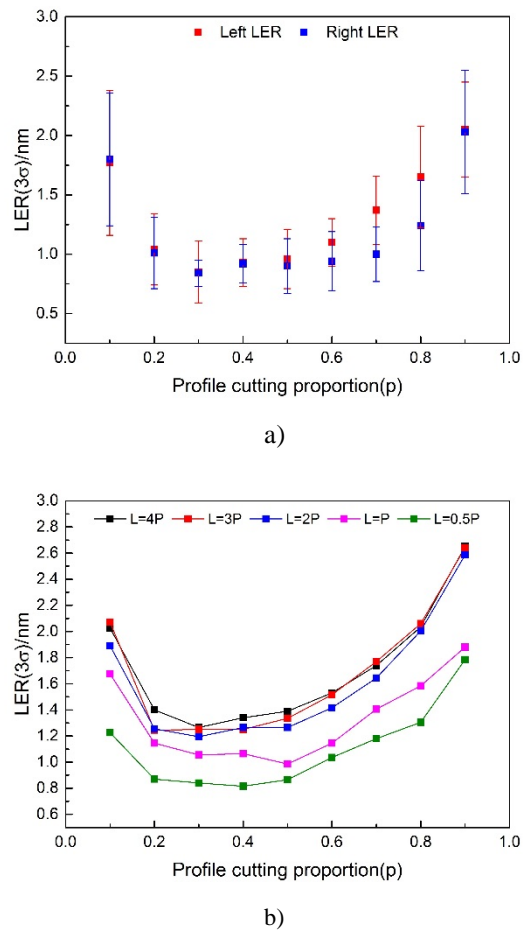 Left LER Right LER
3.0
2.5
2.0
1.5
1.0
0.5
LER(3σ)/nm
0.0 0.2 0.4 0.6 0.8 1.0
Profile cutting proportion(p)
a)
L=4P L=3P L=2P L=P L=0.5P
3.0
2.8
2.6
2.4
2.2
2.0
1.8
1.6
1.4
1.2
1.0
0.8
0.6
LER(3σ)/nm
0.0 0.2 0.4 0.6 0.8 1.0
Profile cutting proportion(p)
b)